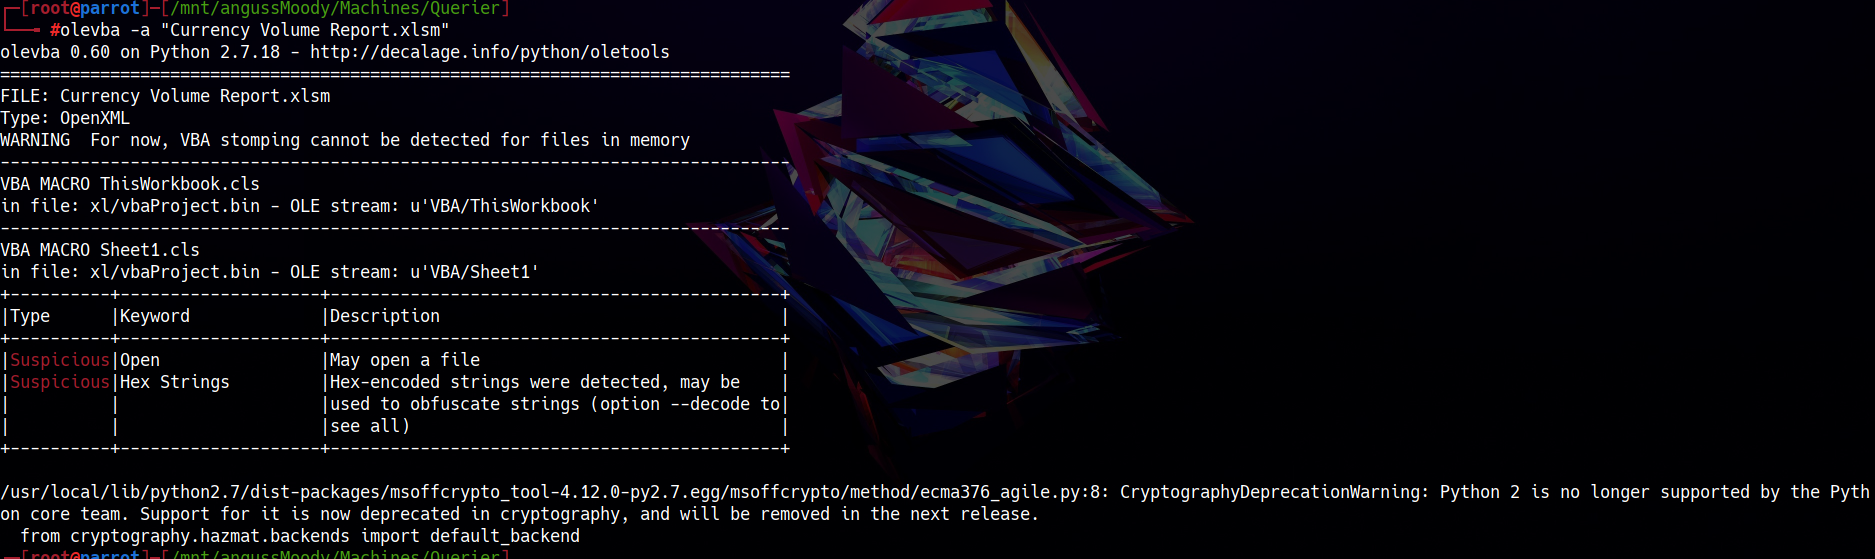 ┌─[root@parrot]─[/mnt/angussMoody/Machines/Querier]
└──╼ #olevba -a "Currency Volume Report.xlsm"
olevba 0.60 on Python 2.7.18 - http://decalage.info/python/oletools
===============================================================================
FILE: Currency Volume Report.xlsm
Type: OpenXML
WARNING  For now, VBA stomping cannot be detected for files in memory
-------------------------------------------------------------------------------
VBA MACRO ThisWorkbook.cls
in file: xl/vbaProject.bin - OLE stream: u'VBA/ThisWorkbook'
-------------------------------------------------------------------------------
VBA MACRO Sheet1.cls
in file: xl/vbaProject.bin - OLE stream: u'VBA/Sheet1'
+----------+--------------------+---------------------------------------------+
|Type      |Keyword             |Description                                  |
+----------+--------------------+---------------------------------------------+
|Suspicious|Open                |May open a file                              |
|Suspicious|Hex Strings         |Hex-encoded strings were detected, may be    |
|          |                    |used to obfuscate strings (option --decode to|
|          |                    |see all)                                     |
+----------+--------------------+---------------------------------------------+
/usr/local/lib/python2.7/dist-packages/msoffcrypto_tool-4.12.0-py2.7.egg/msoffcrypto/method/ecma376_agile.py:8: CryptographyDeprecationWarning: Python 2 is no longer supported by the Pyth
on core team. Support for it is now deprecated in cryptography, and will be removed in the next release.
  from cryptography.hazmat.backends import default_backend
┌─[root@parrot]─[/mnt/angussMoody/Machines/Querier]